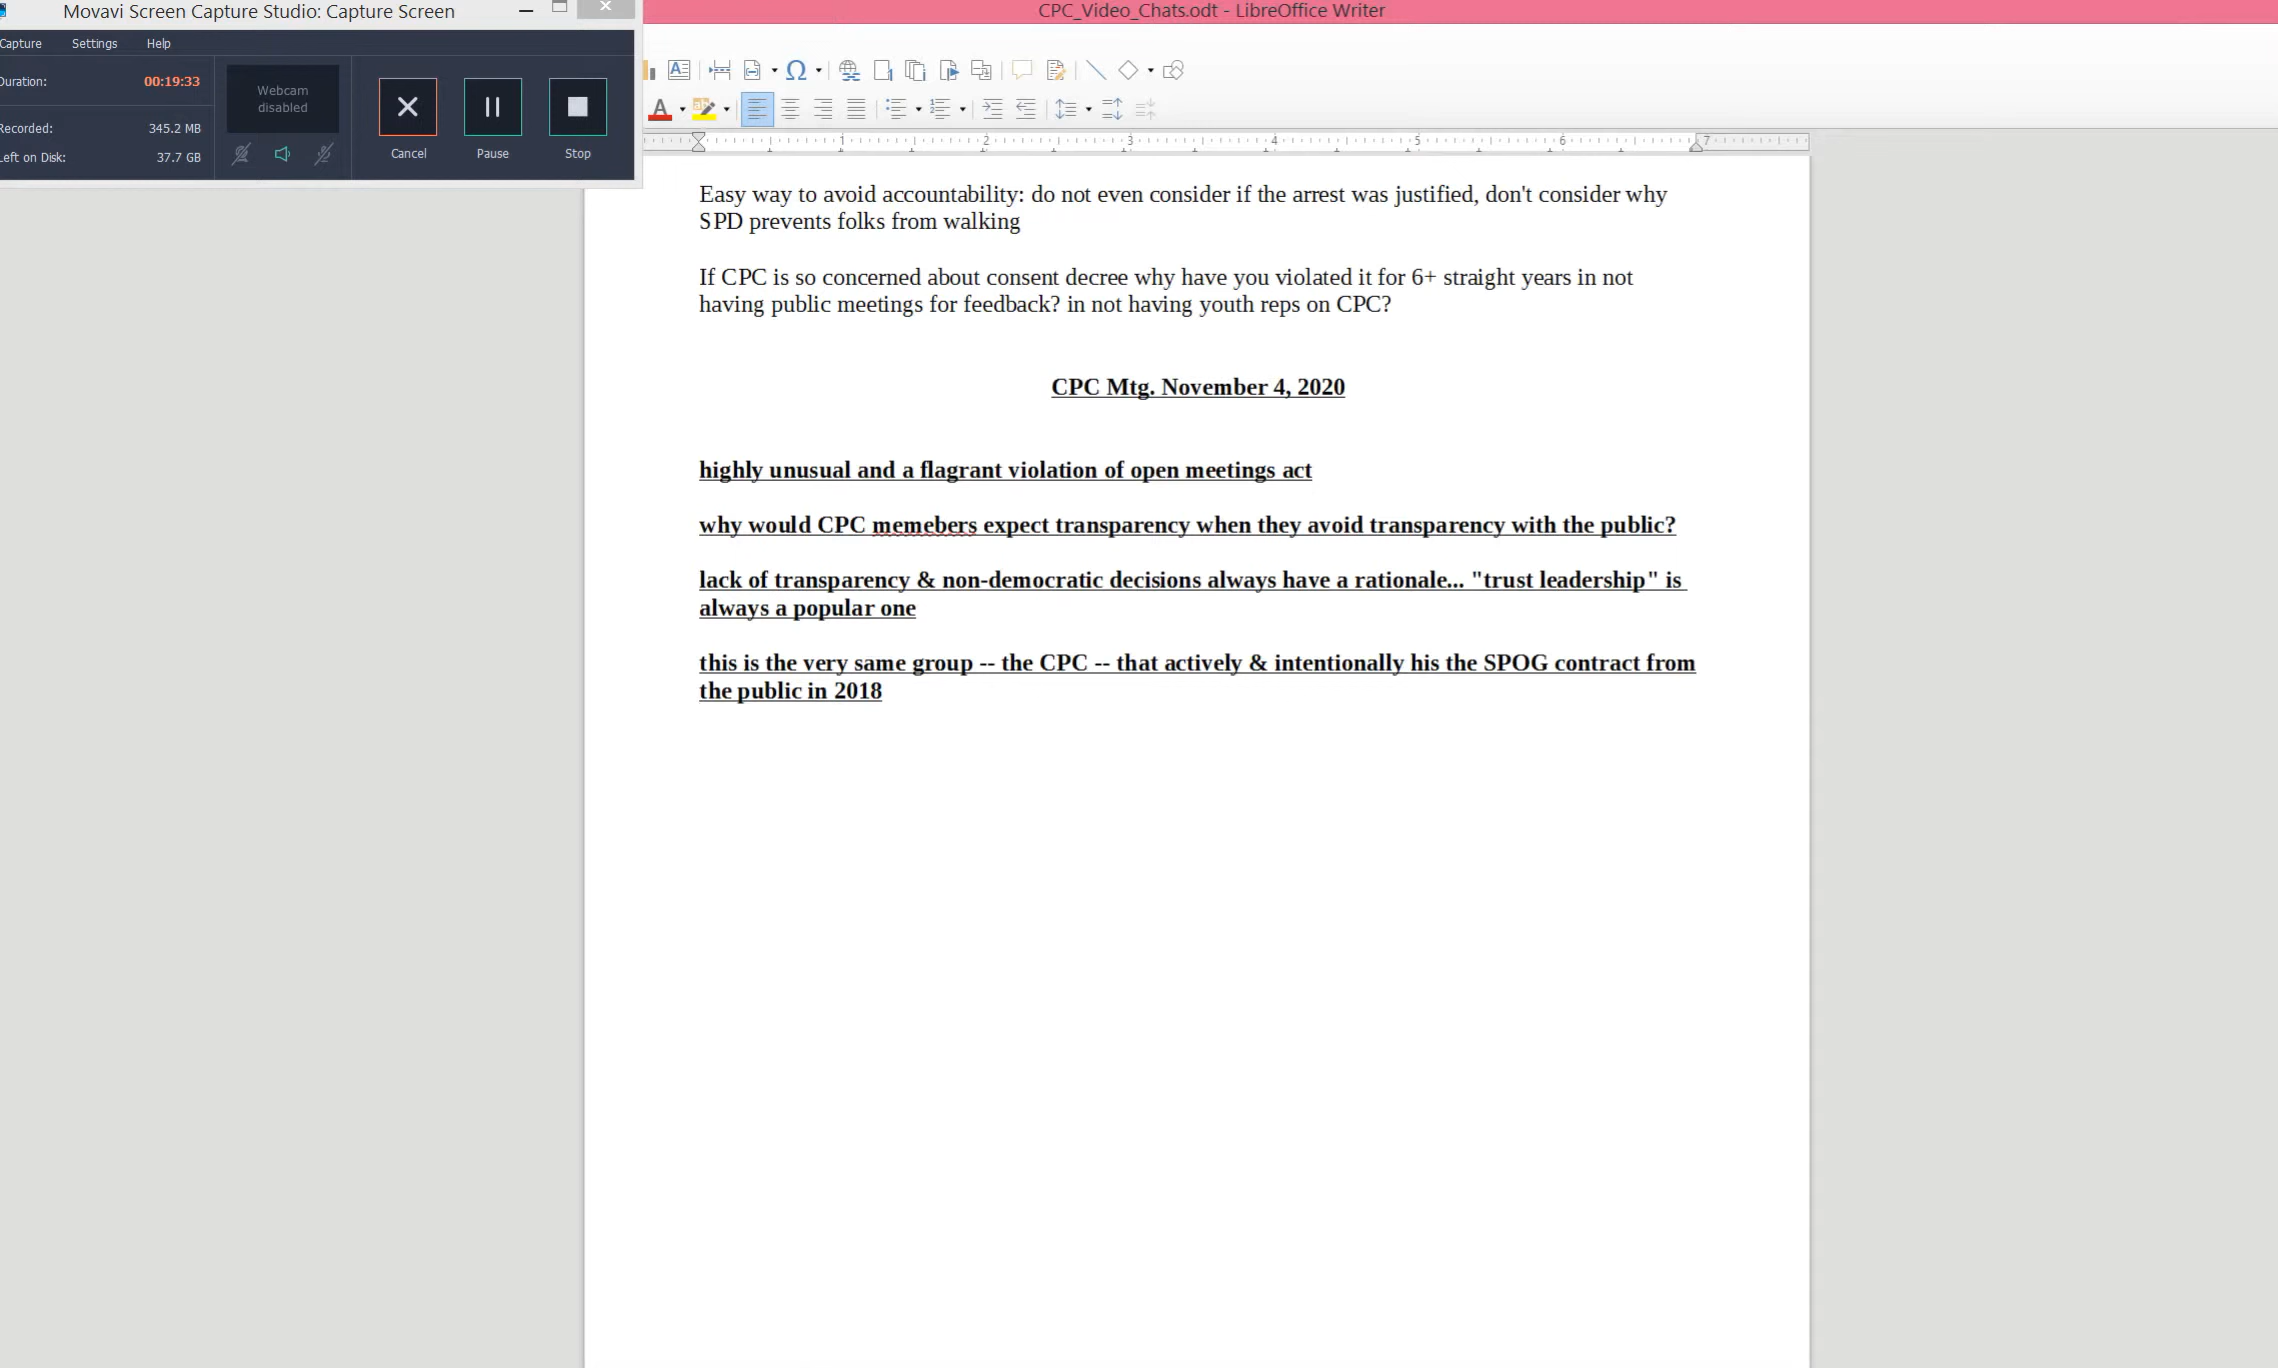 Movavi Screen Capture Studio: Capture Screen
CPC_Video_Chats.odt - LibreOffice Writer
Capture Settings Help
Duration: 00:19:33
Webcam
disabled
Recorded: 345.2 MB
Left on Disk: 37.7 GB
Cancel Pause Stop
1 2 3 4 5 6 7
Easy way to avoid accountability: do not even consider if the arrest was justified, don't consider why
SPD prevents folks from walking
If CPC is so concerned about consent decree why have you violated it for 6+ straight years in not
having public meetings for feedback? in not having youth reps on CPC?
CPC Mtg. November 4, 2020
highly unusual and a flagrant violation of open meetings act
why would CPC memebers expect transparency when they avoid transparency with the public?
lack of transparency & non-democratic decisions always have a rationale... "trust leadership" is
always a popular one
this is the very same group -- the CPC -- that actively & intentionally his the SPOG contract from
the public in 2018